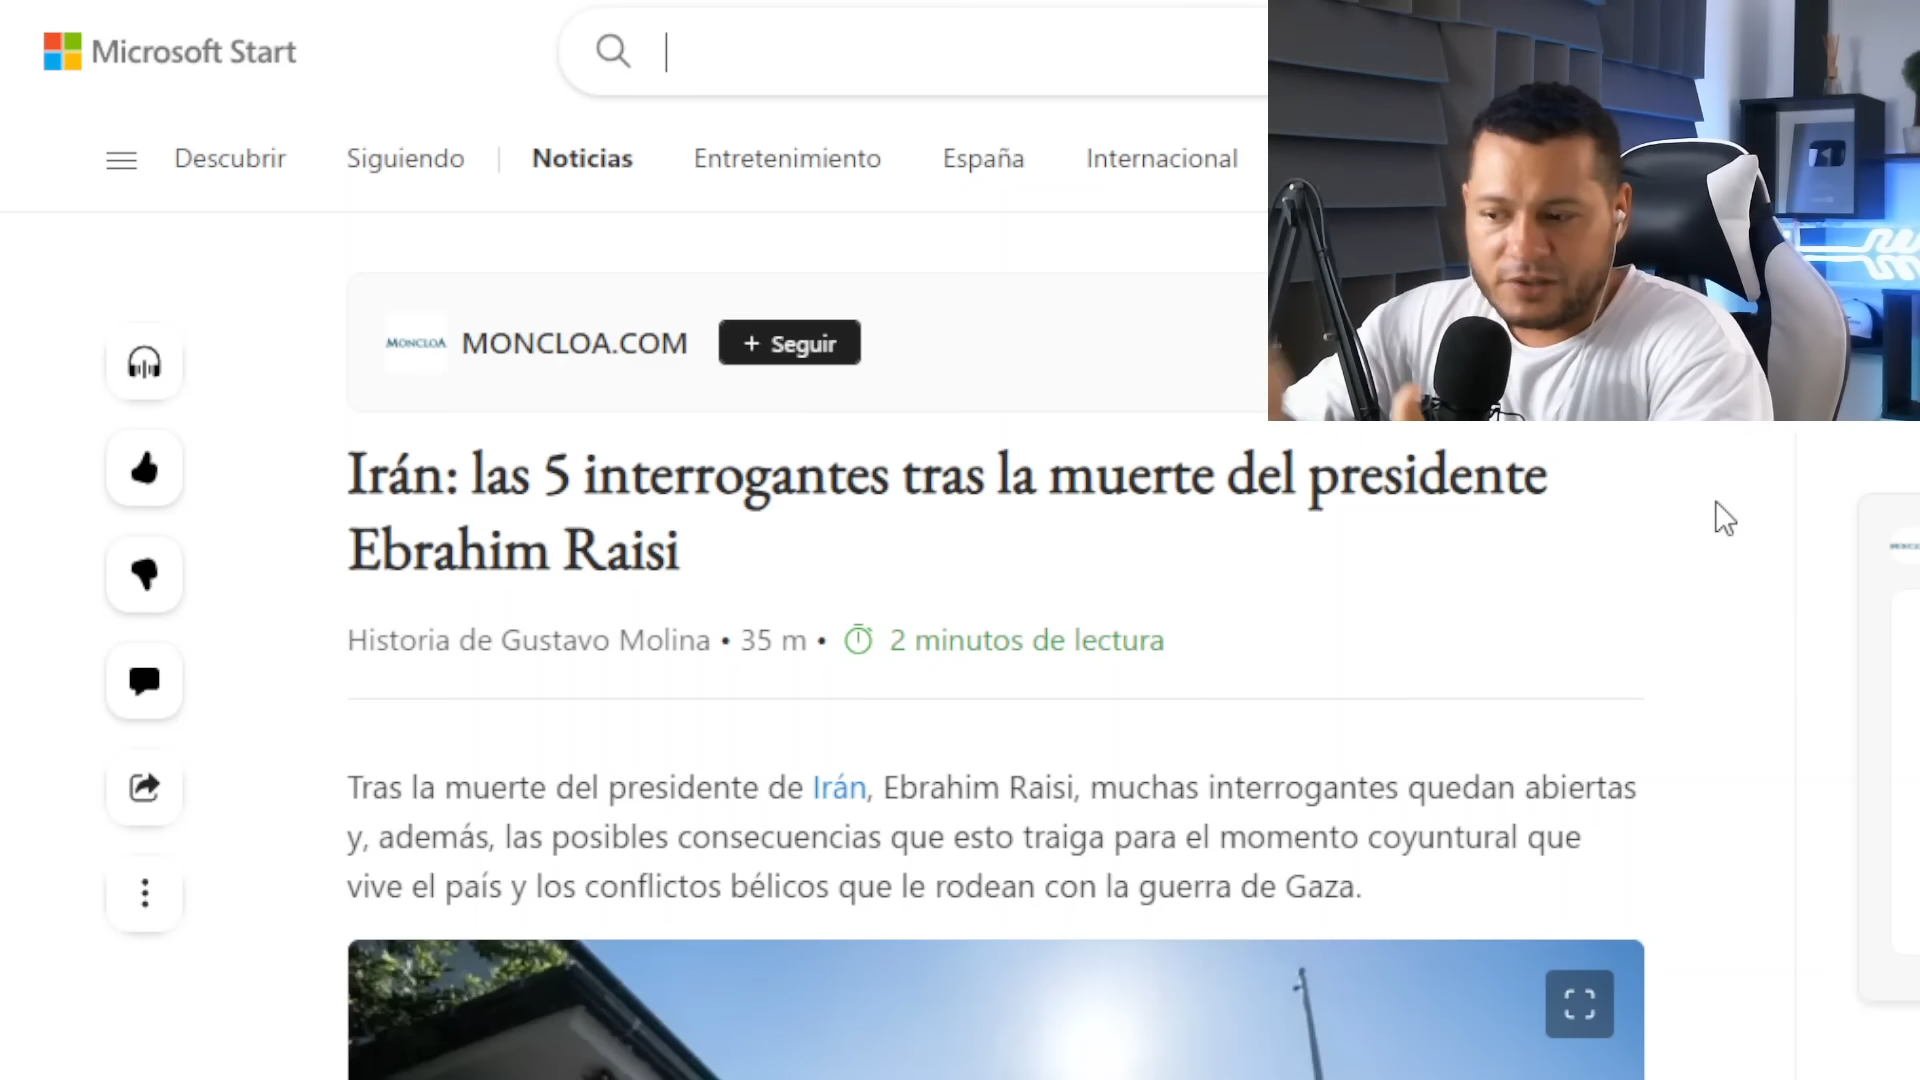 Microsoft Start
Descubrir
Siguiendo
Noticias
Entretenimiento
España
Internacional
MONCLOA
MONCLOA.COM
+ Seguir
Irán: las 5 interrogantes tras la muerte del presidente
Ebrahim Raisi
Historia de Gustavo Molina • 35 m • 2 minutos de lectura
Tras la muerte del presidente de Irán, Ebrahim Raisi, muchas interrogantes quedan abiertas
y, además, las posibles consecuencias que esto traiga para el momento coyuntural que
vive el país y los conflictos bélicos que le rodean con la guerra de Gaza.